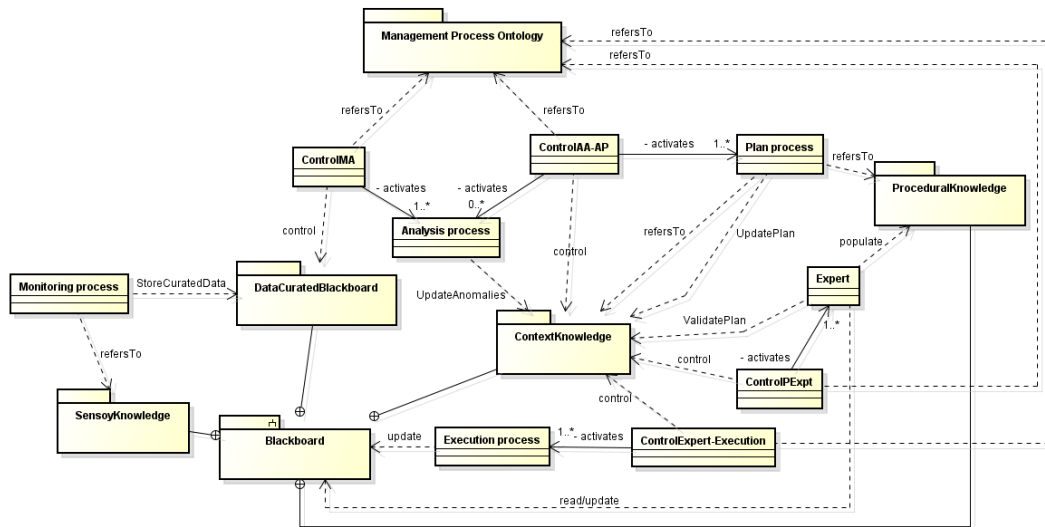 Management Process Ontology
refersTo
refersTo
refersTo
refersTo
ControlMA
ControlAA-AP
- activates
1..*
Plan process
refersTo
ProceduralKnowledge
- activates
1..*
- activates
0..*
Analysis process
control
control
refersTo
UpdatePlan
populate
Monitoring process
StoreCuratedData
DataCuratedBlackboard
UpdateAnomalies
Expert
ContextKnowledge
ValidatePlan
1..*
refersTo
control
- activates
ControlPExpt
SensoyKnowledge
control
Blackboard
update
Execution process
1..*
- activates
ControlExpert-Execution
read/update